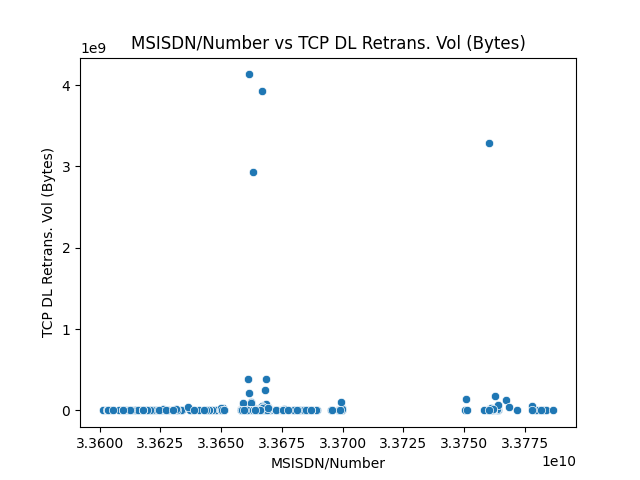 MSISDN/Number vs TCP DL Retrans. Vol (Bytes)
1e9
4
3
2
1
0
TCP DL Retrans. Vol (Bytes)
3.3600 3.3625 3.3650 3.3675 3.3700 3.3725 3.3750 3.3775
MSISDN/Number
1e10